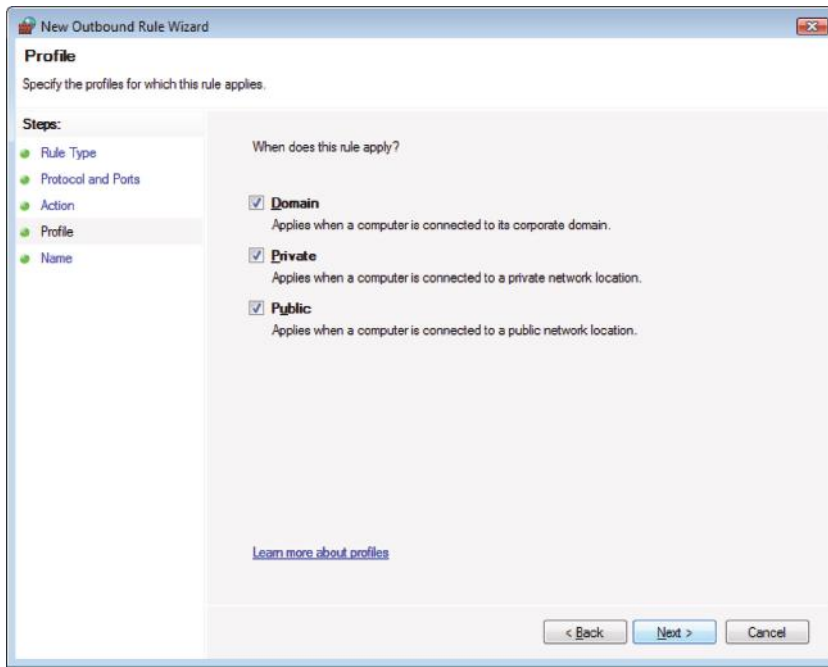 New Outbound Rule Wizard
Profile
Specify the profiles for which this rule applies.
Steps:
Rule Type
Protocol and Ports
Action
Profile
Name
When does this rule apply?
Domain
Applies when a computer is connected to its corporate domain.
Private
Applies when a computer is connected to a private network location.
Public
Applies when a computer is connected to a public network location.
Learn more about profiles
< Back Next > Cancel